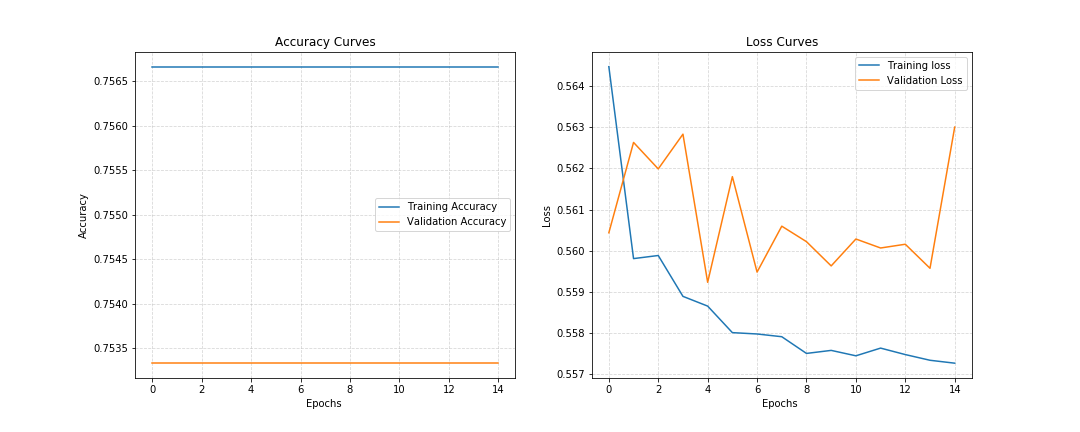 Accuracy Curves
Accuracy
0.7565
0.7560
0.7555
0.7550
0.7545
0.7540
0.7535
Training Accuracy
Validation Accuracy
0 2 4 6 8 10 12 14
Epochs
Loss Curves
Loss
0.564
0.563
0.562
0.561
0.560
0.559
0.558
0.557
Training loss
Validation Loss
0 2 4 6 8 10 12 14
Epochs